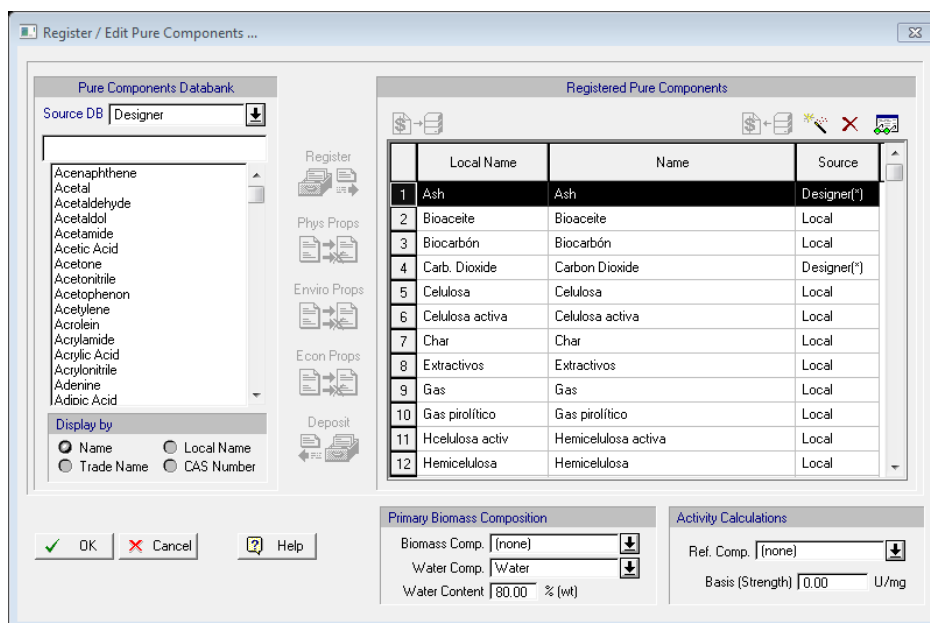 Register / Edit Pure Components ...
Pure Components Databank
Source DB Designer
Acenaphthene
Acetal
Acetaldehyde
Acetaldol
Acetamide
Acetic Acid
Acetone
Acetonitrile
Acetophenon
Acetylene
Acrolein
Acrylamide
Acrylic Acid
Acrylonitrile
Adenine
Adipic Acid
Display by
Name Local Name
Trade Name CAS Number
Register
Phys Props
Enviro Props
Econ Props
Deposit
Registered Pure Components
Local Name Name Source
1 Ash Ash Designer(*)
2 Bioaceite Bioaceite Local
3 Biocarbón Biocarbón Local
4 Carb. Dioxide Carbon Dioxide Designer(*)
5 Celulosa Celulosa Local
6 Celulosa activa Celulosa activa Local
7 Char Char Local
8 Extractivos Extractivos Local
9 Gas Gas Local
10 Gas pirolítico Gas pirolítico Local
11 Hcelulosa activ Hemicelulosa activa Local
12 Hemicelulosa Hemicelulosa Local
OK Cancel Help
Primary Biomass Composition
Biomass Comp. (none)
Water Comp. Water
Water Content 80.00 % (wt)
Activity Calculations
Ref. Comp. (none)
Basis (Strength) 0.00 U/mg